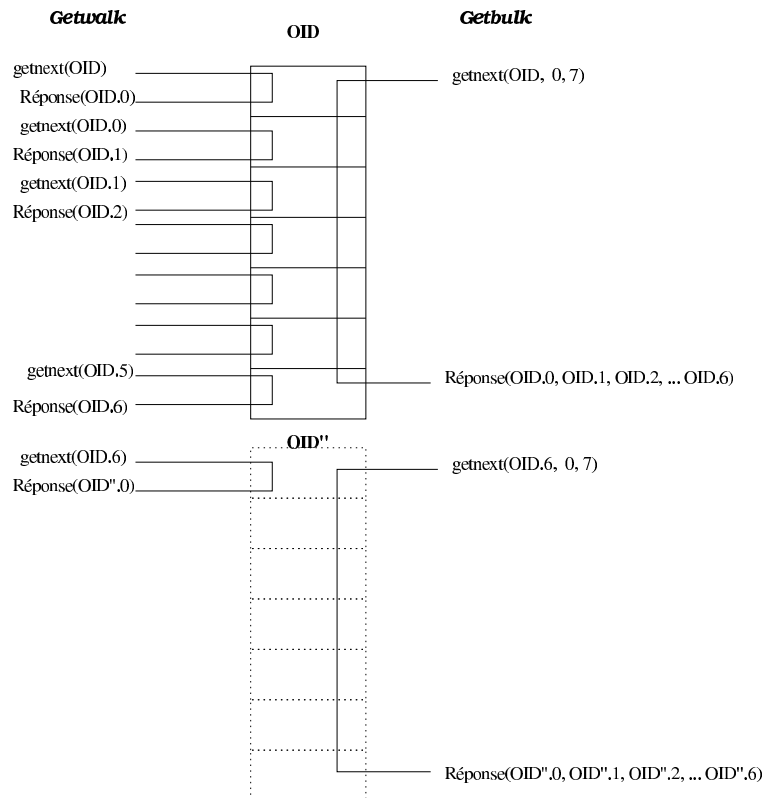 Getwalk
OID
Getbulk
getnext(OID)
Réponse(OID.0)
getnext(OID.0)
Réponse(OID.1)
getnext(OID.1)
Réponse(OID.2)
getnext(OID.5)
Réponse(OID.6)
getnext(OID, 0, 7)
Réponse(OID.0, OID.1, OID.2, ... OID.6)
OID"
getnext(OID.6)
Réponse(OID".0)
getnext(OID.6, 0, 7)
Réponse(OID".0, OID".1, OID".2, ... OID".6)